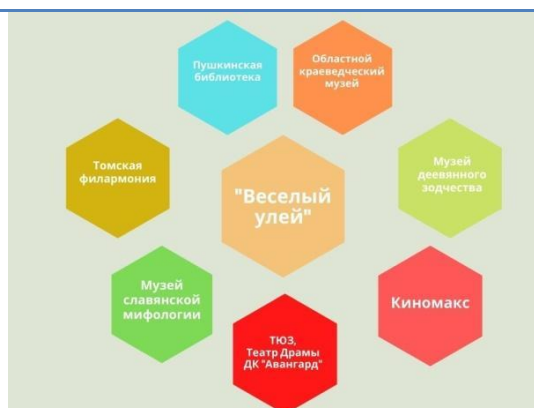 Пушкинская
библиотека
Областной
краеведческий
музей
Томская
филармония
"Веселый
улей"
Музей
деевянного
зодчества
Музей
славянской
мифологии
Киномакс
ТЮЗ,
Театр Драмы
ДК "Авангард"